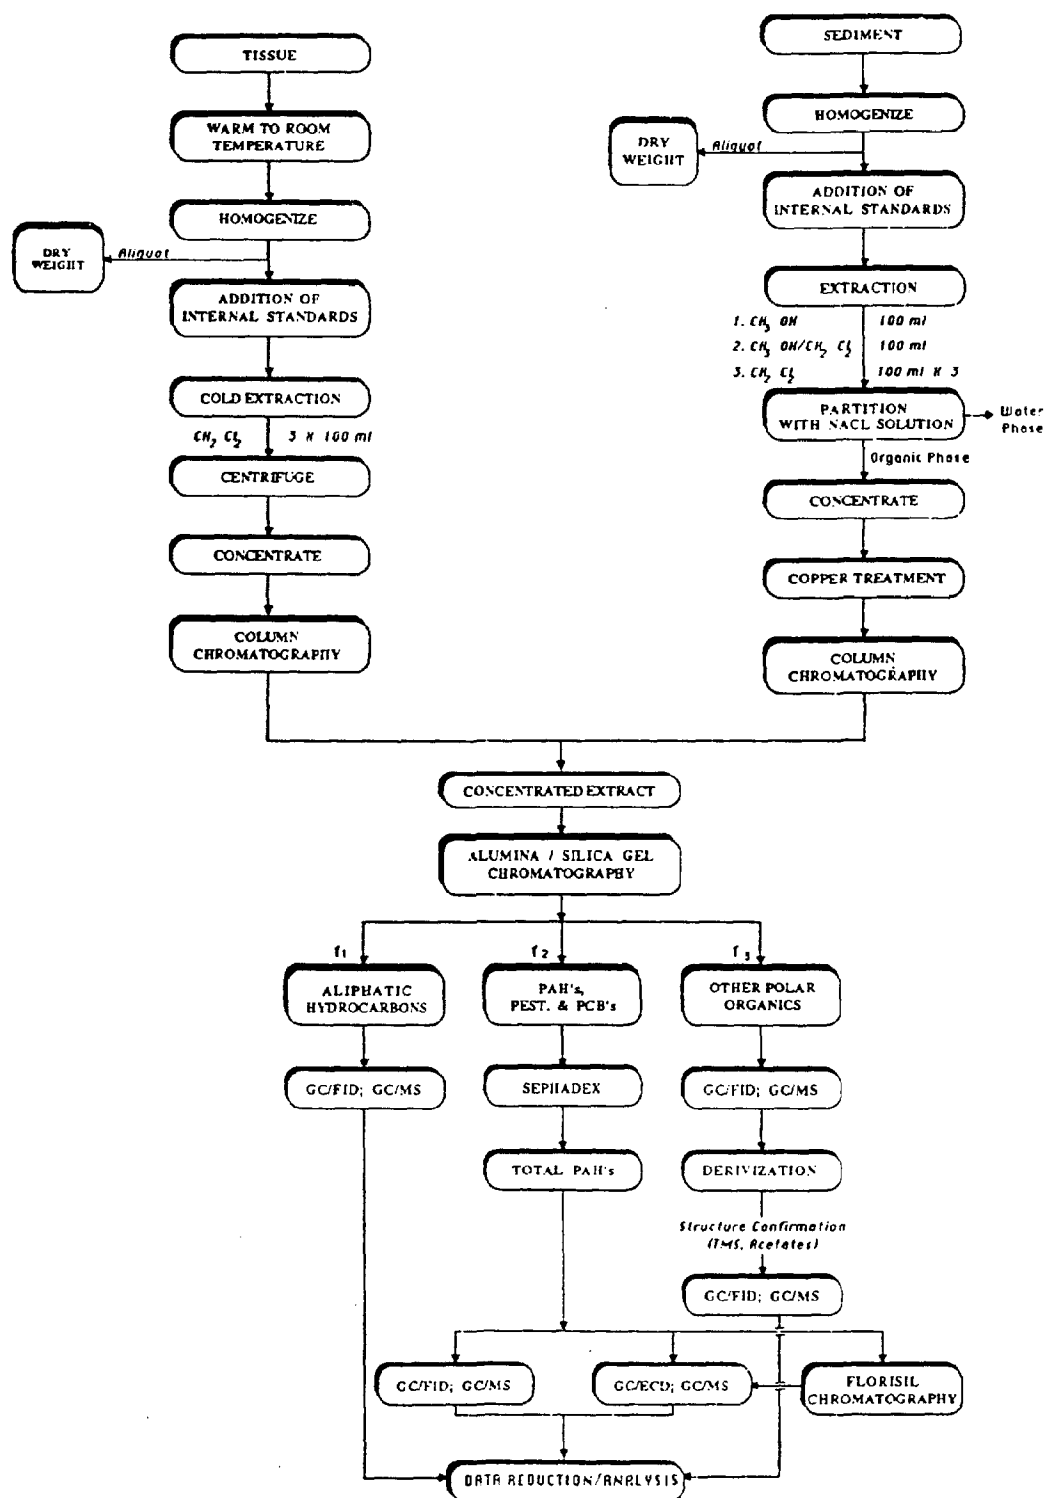 TISSUE
WARM TO ROOM
TEMPERATURE
HOMOGENIZE
DRY
WEIGHT
Aliquot
ADDITION OF
INTERNAL STANDARDS
COLD EXTRACTION
CH2 Cl2 3 X 100 ml
CENTRIFUGE
CONCENTRATE
COLUMN
CHROMATOGRAPHY
SEDIMENT
HOMOGENIZE
DRY
WEIGHT
Aliquot
ADDITION OF
INTERNAL STANDARDS
EXTRACTION
1. CH3 OH 100 ml
2. CH3 OH/CH2 Cl2 100 ml
3. CH2 Cl2 100 ml X 3
PARTITION
WITH NACL SOLUTION
Water
Phase
Organic Phase
CONCENTRATE
COPPER TREATMENT
COLUMN
CHROMATOGRAPHY
CONCENTRATED EXTRACT
ALUMINA / SILICA GEL
CHROMATOGRAPHY
f1
f2
f3
ALIPHATIC
HYDROCARBONS
PAH's,
PEST. & PCB's
OTHER POLAR
ORGANICS
GC/FID; GC/MS
SEPHADEX
GC/FID; GC/MS
TOTAL PAH's
DERIVIZATION
Structure Confirmation
(TMS, Acetates)
GC/FID; GC/MS
GC/FID; GC/MS
GC/ECD; GC/MS
FLORISIL
CHROMATOGRAPHY
DATA REDUCTION/ANALYSIS